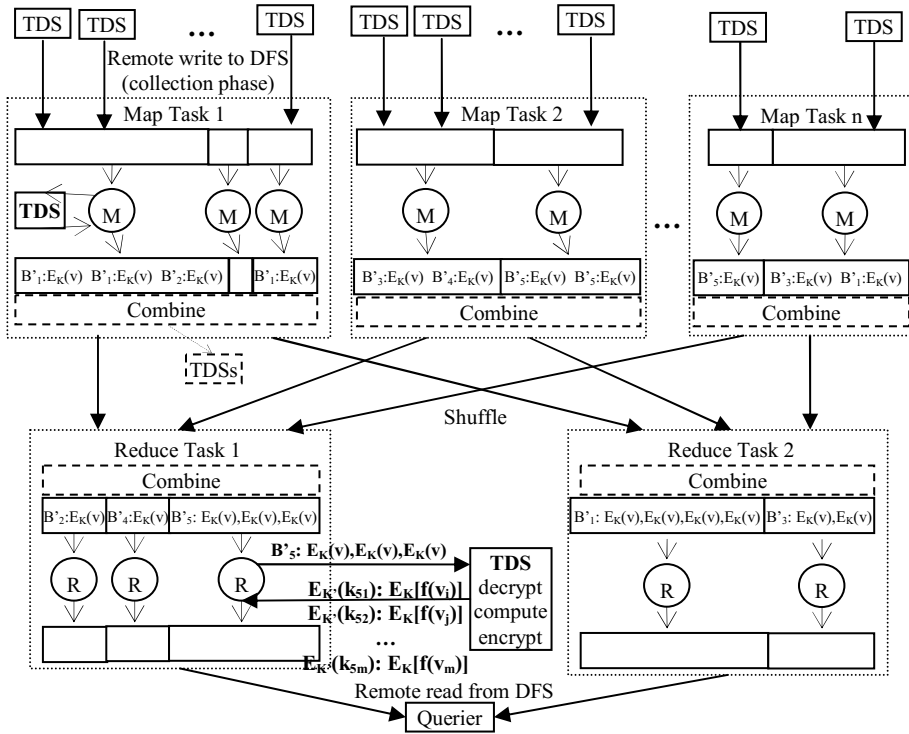 TDS TDS ... TDS TDS ... TDS TDS TDS
Remote write to DFS
(collection phase)
Map Task 1 Map Task 2 Map Task n
TDS M M M M M ... M M
B'1:EK(v) B'1:EK(v) B'2:EK(v) B'1:EK(v) B'3:EK(v) B'4:EK(v) B'5:EK(v) B'5:EK(v) B'5:EK(v) B'3:EK(v) B'1:EK(v)
Combine Combine Combine
TDSs
Shuffle
Reduce Task 1 Reduce Task 2
Combine Combine
B'2:EK(v) B'4:EK(v) B'5: EK(v),EK(v),EK(v) B'1: EK(v),EK(v),EK(v),EK(v) B'3: EK(v),EK(v)
B'5: EK(v),EK(v),EK(v)
R R R R R
TDS
decrypt
compute
encrypt
EK'(k51): EK[f(vi)]
EK'(k52): EK[f(vj)]
...
EK'(k5m): EK[f(vm)]
Remote read from DFS
Querier